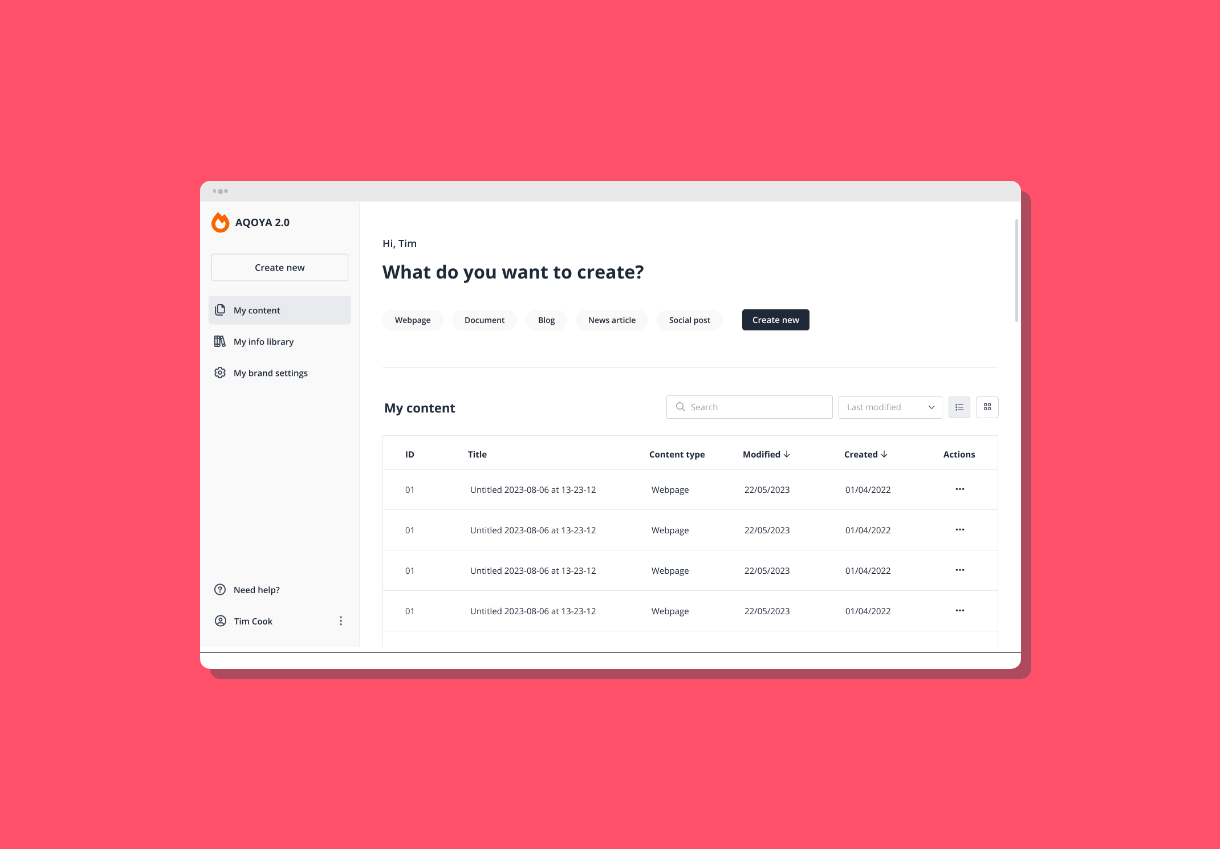 AQOYA 2.0
Create new
My content
My info library
My brand settings
Need help?
Tim Cook
Hi, Tim
What do you want to create?
Webpage Document Blog News article Social post Create new
My content Search Last modified
ID Title Content type Modified ↓ Created ↓ Actions
01 Untitled 2023-08-06 at 13-23-12 Webpage 22/05/2023 01/04/2022
01 Untitled 2023-08-06 at 13-23-12 Webpage 22/05/2023 01/04/2022
01 Untitled 2023-08-06 at 13-23-12 Webpage 22/05/2023 01/04/2022
01 Untitled 2023-08-06 at 13-23-12 Webpage 22/05/2023 01/04/2022